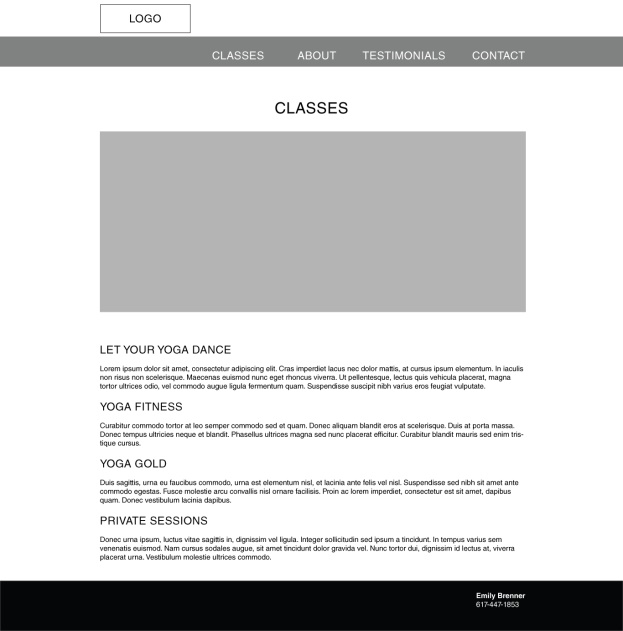 LOGO
CLASSES ABOUT TESTIMONIALS CONTACT
CLASSES
LET YOUR YOGA DANCE
Lorem ipsum dolor sit amet, consectetur adipiscing elit. Cras imperdiet lacus nec dolor mattis, at cursus ipsum elementum. In iaculis
non risus non scelerisque. Maecenas euismod nunc eget rhoncus viverra. Ut pellentesque, lectus quis vehicula placerat, magna
tortor ultrices odio, vel commodo augue ligula fermentum quam. Suspendisse suscipit nibh varius eros feugiat vulputate.
YOGA FITNESS
Curabitur commodo tortor at leo semper commodo sed et quam. Donec aliquam blandit eros at scelerisque. Duis at porta massa.
Donec tempus ultricies neque et blandit. Phasellus ultrices magna sed nunc placerat efficitur. Curabitur blandit mauris sed enim tris-
tique cursus.
YOGA GOLD
Duis sagittis, urna eu faucibus commodo, urna est elementum nisl, et lacinia ante felis vel nisl. Suspendisse sed nibh sit amet ante
commodo egestas. Fusce molestie arcu convallis nisl ornare facilisis. Proin ac lorem imperdiet, consectetur est sit amet, dapibus
quam. Donec vestibulum lacinia dapibus.
PRIVATE SESSIONS
Donec urna ipsum, luctus vitae sagittis in, dignissim vel ligula. Integer sollicitudin sed ipsum a tincidunt. In tempus varius sem
venenatis euismod. Nam cursus sodales augue, sit amet tincidunt dolor gravida vel. Nunc tortor dui, dignissim id lectus at, viverra
placerat urna. Vestibulum molestie ultrices commodo.
Emily Brenner
617-447-1853